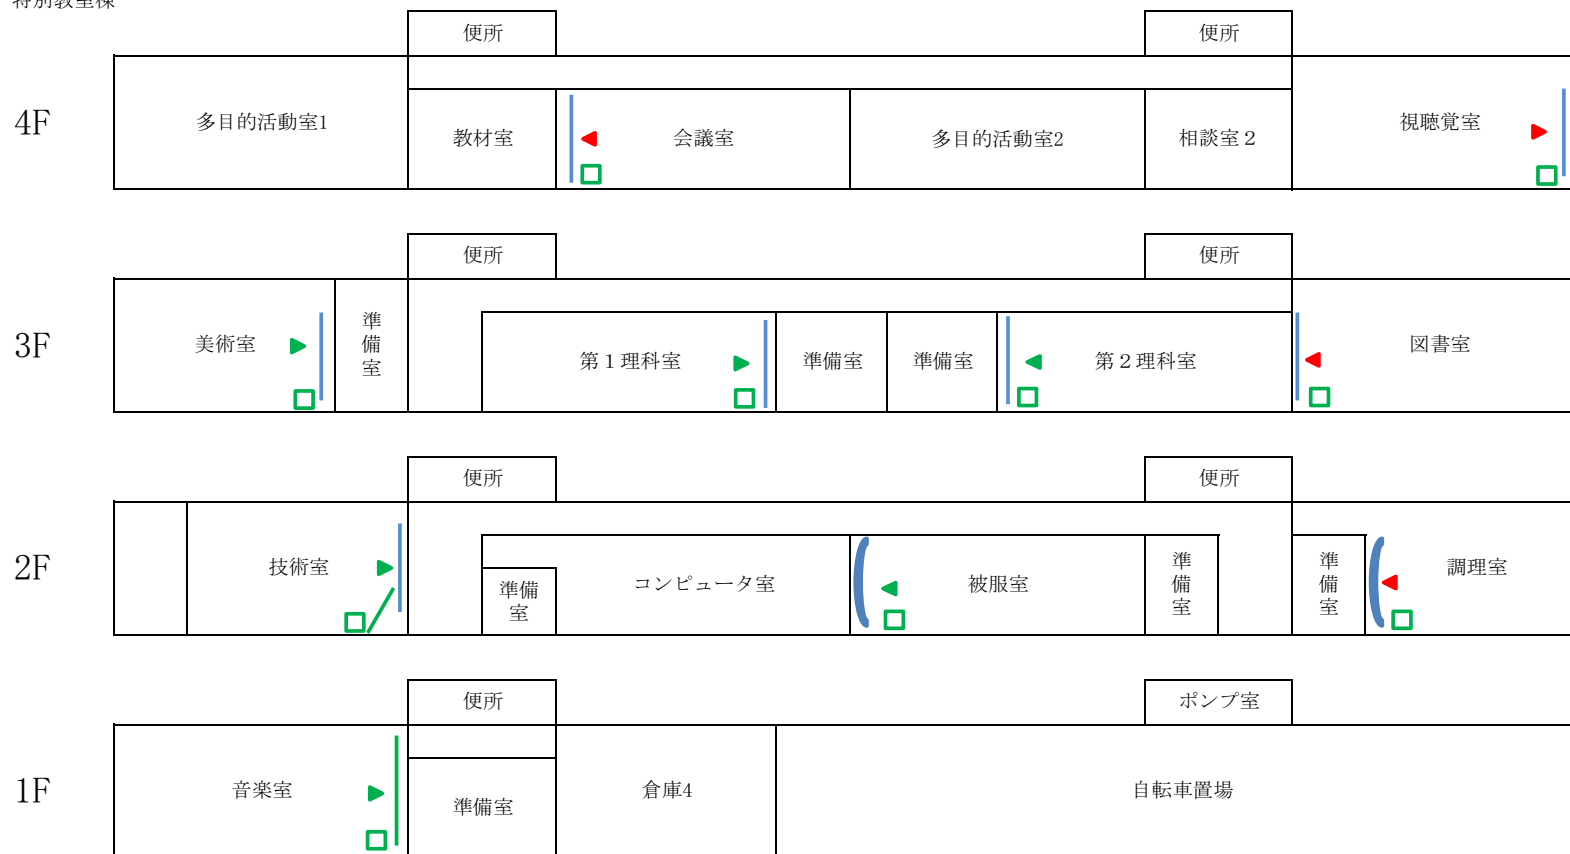 特別教室棟
便所
便所
4F
多目的活動室1
教材室
会議室
多目的活動室2
相談室２
視聴覚室
便所
便所
3F
美術室
準備室
第１理科室
準備室
準備室
第２理科室
図書室
便所
便所
2F
技術室
準備
室
コンピュータ室
被服室
準備室
準備室
調理室
便所
ポンプ室
1F
音楽室
準備室
倉庫4
自転車置場